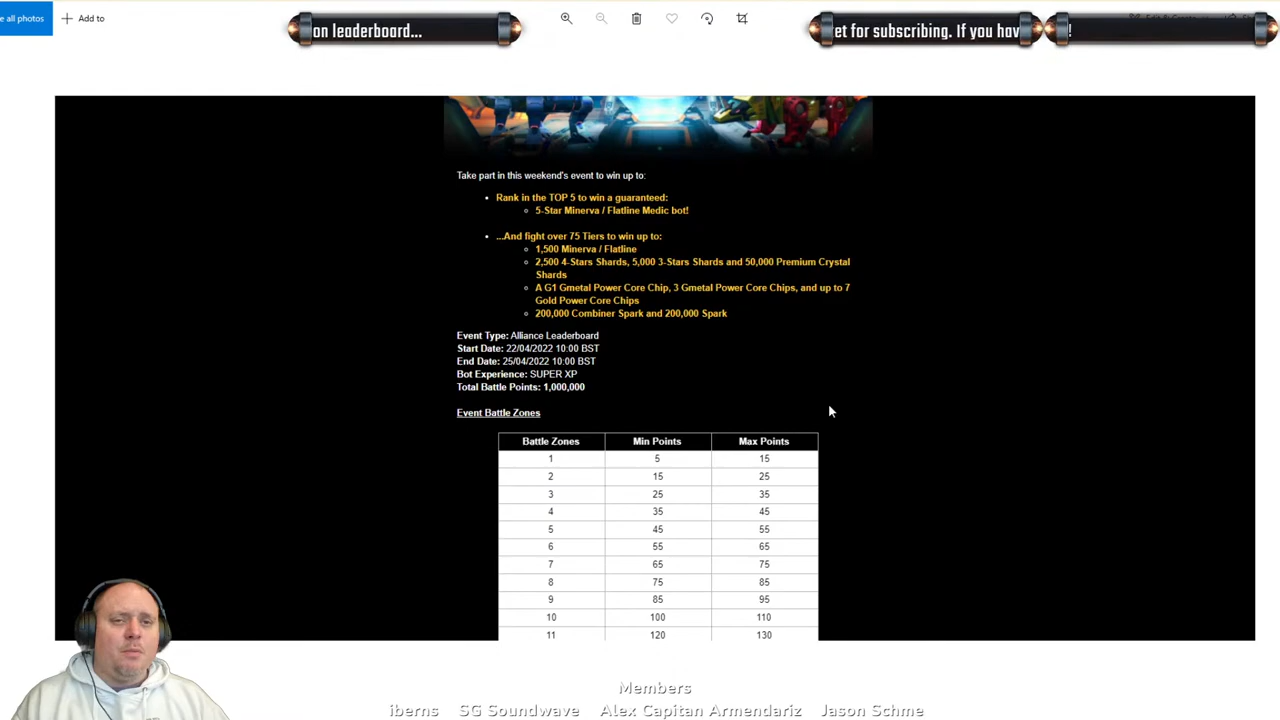 e all photos
Add to
on leaderboard...
et for subscribing. If you hav
!
Take part in this weekend's event to win up to:
• Rank in the TOP 5 to win a guaranteed:
5-Star Minerva / Flatline Medic bot!
• ...And fight over 75 Tiers to win up to:
1,500 Minerva / Flatline
2,500 4-Stars Shards, 5,000 3-Stars Shards and 50,000 Premium Crystal
Shards
A G1 Gmetal Power Core Chip, 3 Gmetal Power Core Chips, and up to 7
Gold Power Core Chips
200,000 Combiner Spark and 200,000 Spark
Event Type: Alliance Leaderboard
Start Date: 22/04/2022 10:00 BST
End Date: 25/04/2022 10:00 BST
Bot Experience: SUPER XP
Total Battle Points: 1,000,000
Event Battle Zones
Battle Zones Min Points Max Points
1 5 15
2 15 25
3 25 35
4 35 45
5 45 55
6 55 65
7 65 75
8 75 85
9 85 95
10 100 110
11 120 130
Members
iberns SG Soundwave Alex Capitan Armendariz Jason Schme